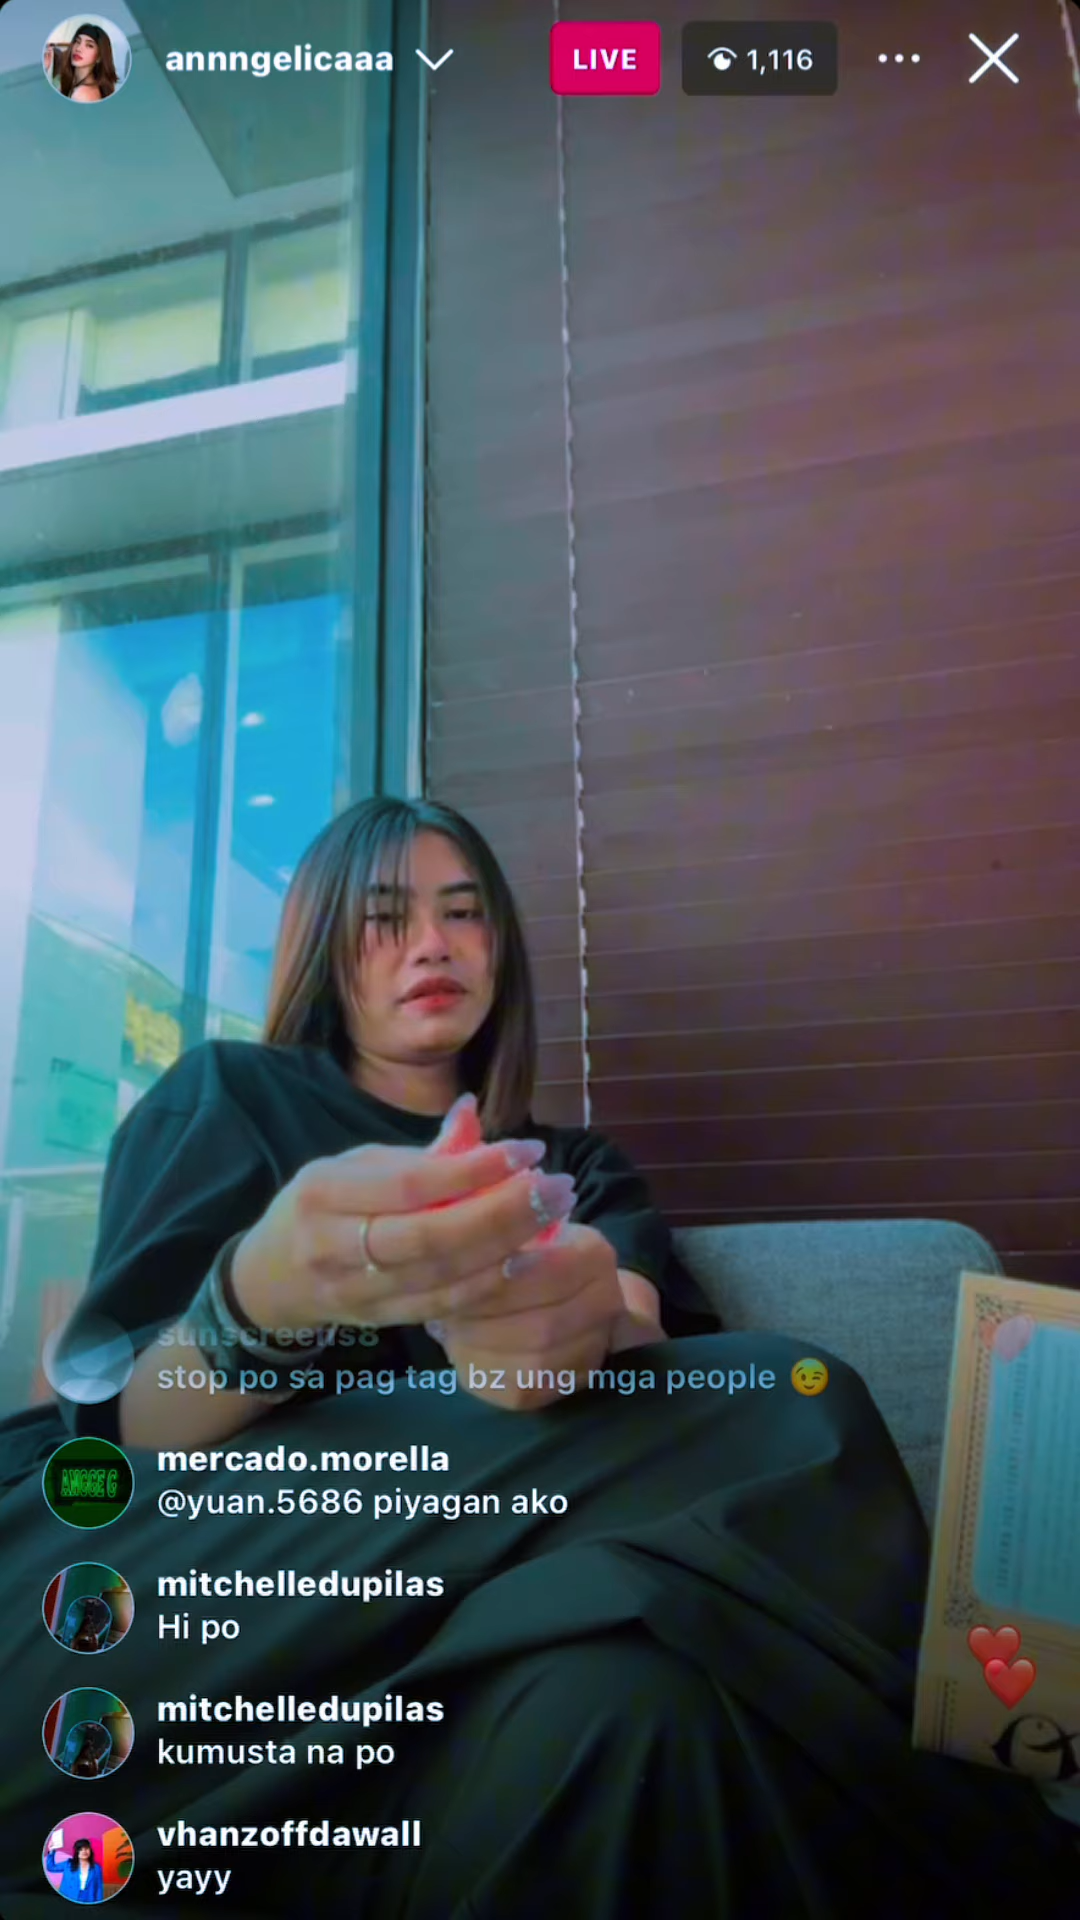 annngelicaaa
LIVE
1,116
sunscreens8
stop po sa pag tag bz ung mga people 😉
mercado.morella
@yuan.5686 piyagan ako
mitchelledupilas
Hi po
mitchelledupilas
kumusta na po
vhanzoffdawall
yayy